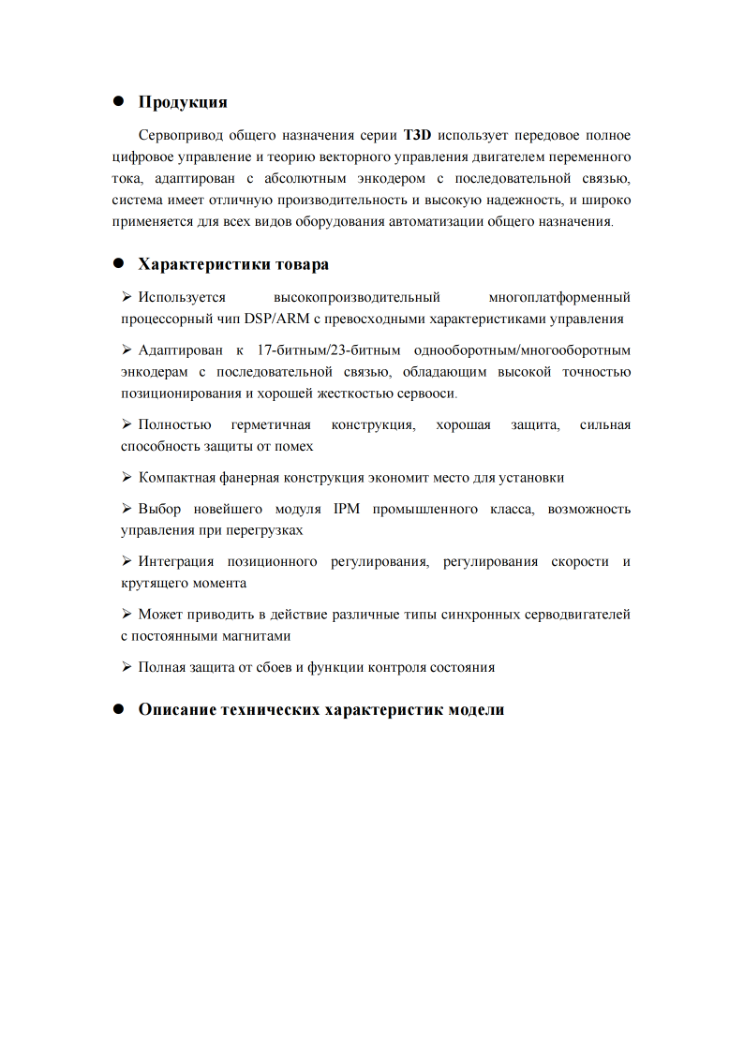 ● Продукция
Сервопривод общего назначения серии T3D использует передовое полное
цифровое управление и теорию векторного управления двигателем переменного
тока, адаптирован с абсолютным энкодером с последовательной связью,
система имеет отличную производительность и высокую надежность, и широко
применяется для всех видов оборудования автоматизации общего назначения.
● Характеристики товара
➢ Используется высокопроизводительный многоплатформенный
процессорный чип DSP/ARM с превосходными характеристиками управления
➢ Адаптирован к 17-битным/23-битным однооборотным/многооборотным
энкодерам с последовательной связью, обладающим высокой точностью
позиционирования и хорошей жесткостью сервооси.
➢ Полностью герметичная конструкция, хорошая защита, сильная
способность защиты от помех
➢ Компактная фанерная конструкция экономит место для установки
➢ Выбор новейшего модуля IPM промышленного класса, возможность
управления при перегрузках
➢ Интеграция позиционного регулирования, регулирования скорости и
крутящего момента
➢ Может приводить в действие различные типы синхронных серводвигателей
с постоянными магнитами
➢ Полная защита от сбоев и функции контроля состояния
● Описание технических характеристик модели